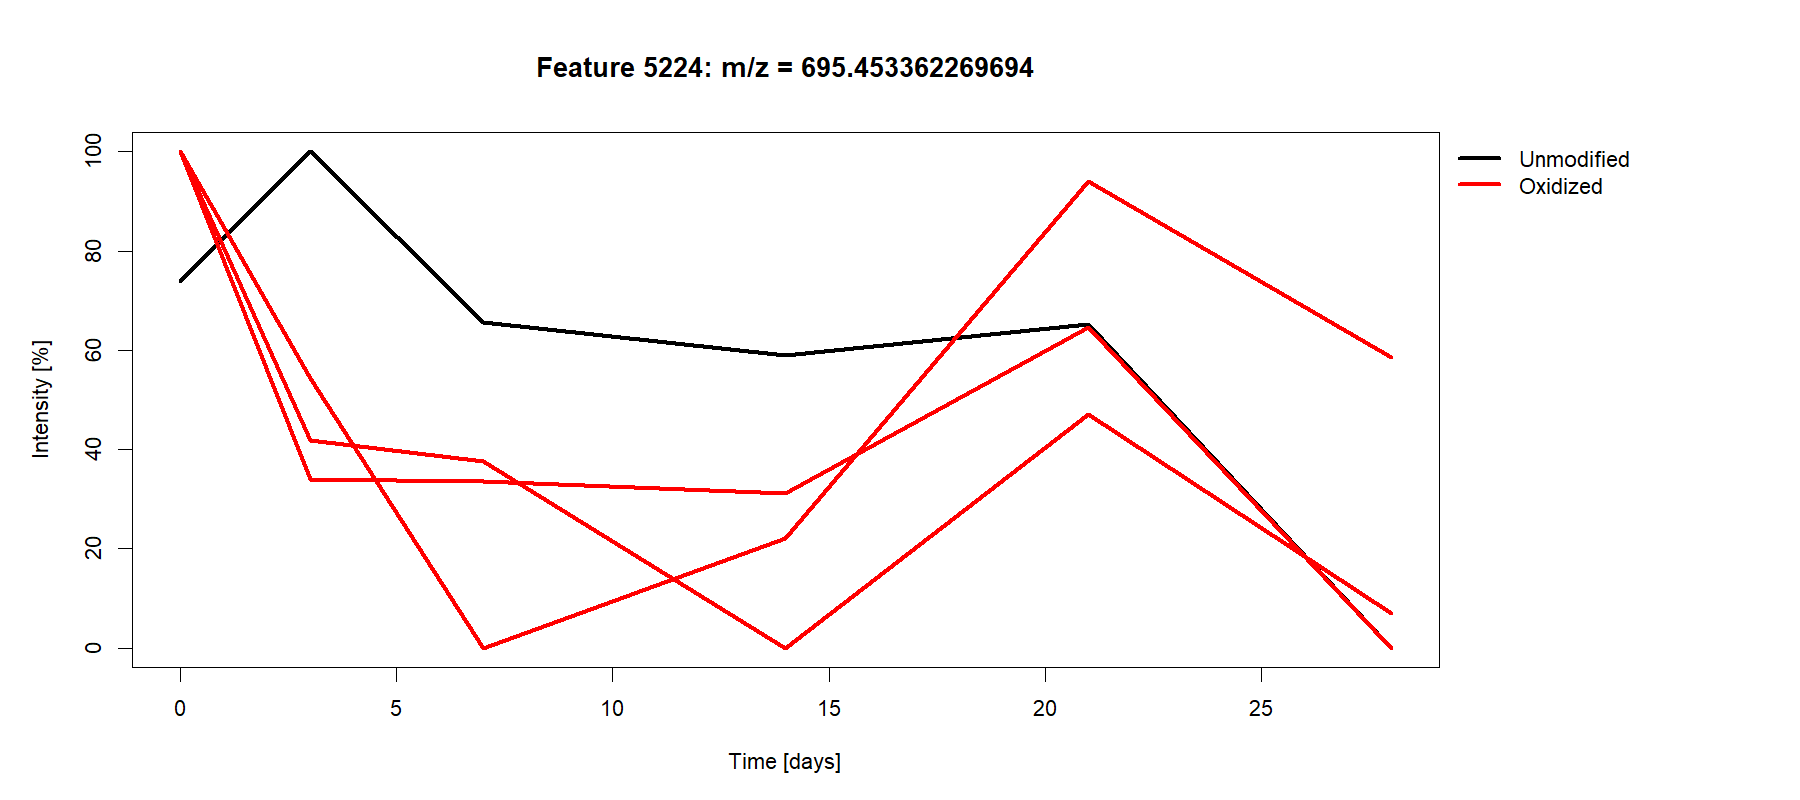 Feature 5224: m/z = 695.453362269694
Unmodified
Oxidized
Intensity [%]
100
80
60
40
20
0
0 5 10 15 20 25
Time [days]